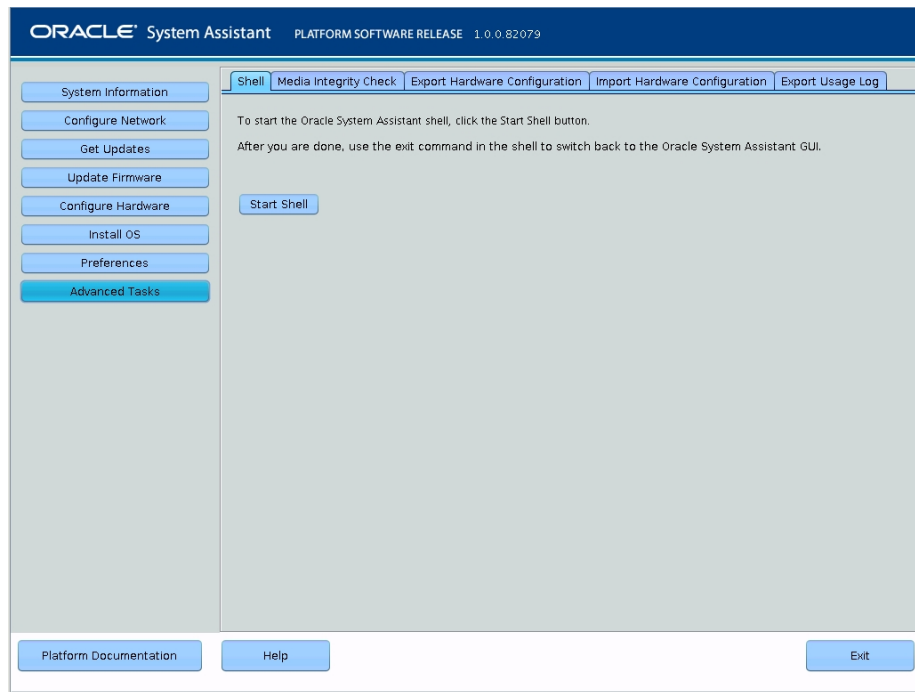 ORACLE System Assistant PLATFORM SOFTWARE RELEASE 1.0.0.82079
Shell Media Integrity Check Export Hardware Configuration Import Hardware Configuration Export Usage Log
System Information
Configure Network
Get Updates
Update Firmware
Configure Hardware
Install OS
Preferences
Advanced Tasks
To start the Oracle System Assistant shell, click the Start Shell button.
After you are done, use the exit command in the shell to switch back to the Oracle System Assistant GUI.
Start Shell
Platform Documentation Help Exit